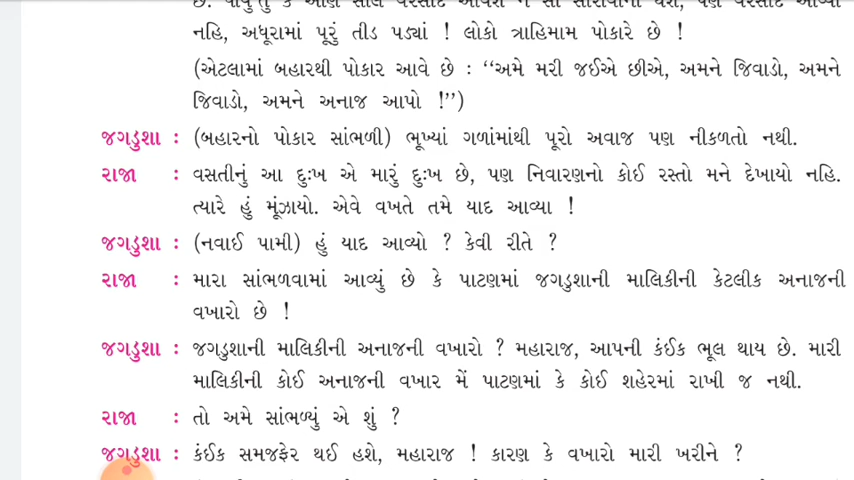 નહિ, અધૂરામાં પૂરું તીડ પડ્યાં ! લોકો ત્રાહિમામ પોકારે છે !
(એટલામાં બહારથી પોકાર આવે છે : “અમે મરી જઈએ છીએ, અમને જિવાડો, અમને
જિવાડો, અમને અનાજ આપો !”)
જગડુશા : (બહારનો પોકાર સાંભળી) ભૂખ્યાં ગળાંમાંથી પૂરો અવાજ પણ નીકળતો નથી.
રાજા : વસતીનું આ દુઃખ એ મારું દુઃખ છે, પણ નિવારણનો કોઈ રસ્તો મને દેખાયો નહિ.
ત્યારે હું મૂંઝાયો. એવે વખતે તમે યાદ આવ્યા !
જગડુશા : (નવાઈ પામી) હું યાદ આવ્યો ? કેવી રીતે ?
રાજા : મારા સાંભળવામાં આવ્યું છે કે પાટણમાં જગડુશાની માલિકીની કેટલીક અનાજની
વખારો છે !
જગડુશા : જગડુશાની માલિકીની અનાજની વખારો ? મહારાજ, આપની કંઈક ભૂલ થાય છે. મારી
માલિકીની કોઈ અનાજની વખાર મેં પાટણમાં કે કોઈ શહેરમાં રાખી જ નથી.
રાજા : તો અમે સાંભળ્યું એ શું ?
જગડુશા : કંઈક સમજફેર થઈ હશે, મહારાજ ! કારણ કે વખારો મારી ખરીને ?